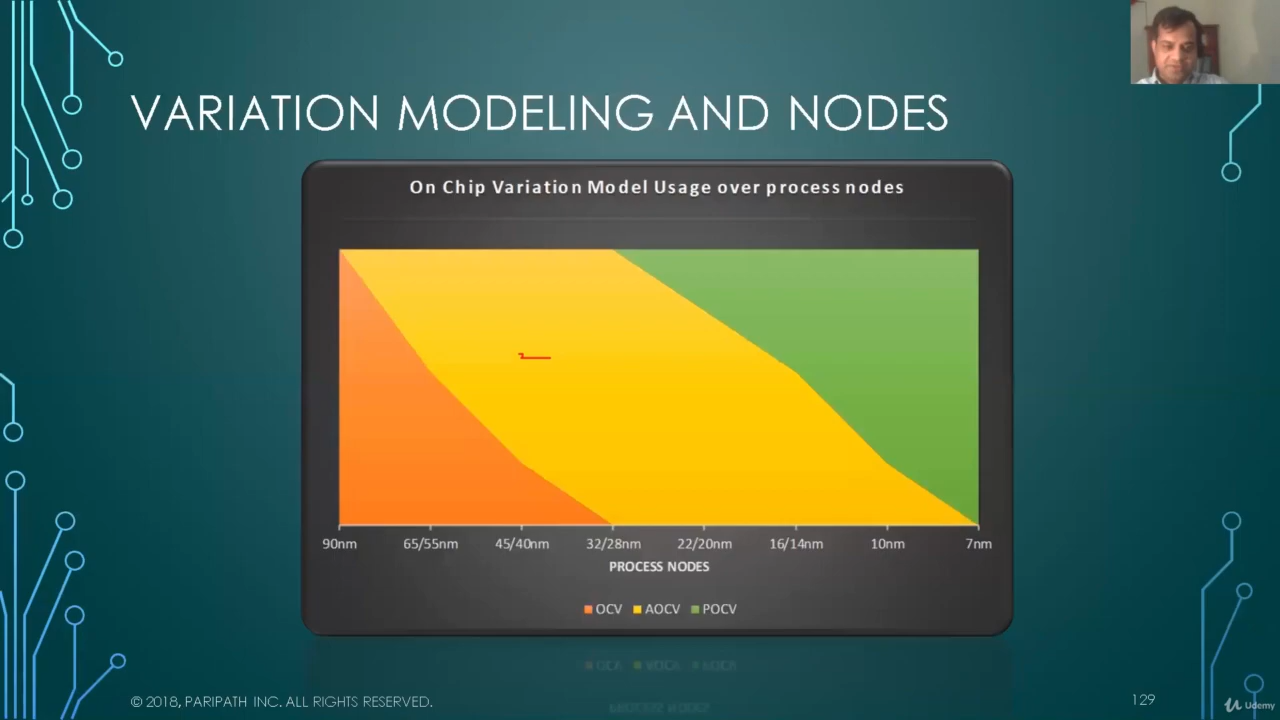 VARIATION MODELING AND NODES
On Chip Variation Model Usage over process nodes
90nm 65/55nm 45/40nm 32/28nm 22/20nm 16/14nm 10nm 7nm
PROCESS NODES
OCV AOCV POCV
© 2018, PARIPATH INC. ALL RIGHTS RESERVED.
129
Udemy